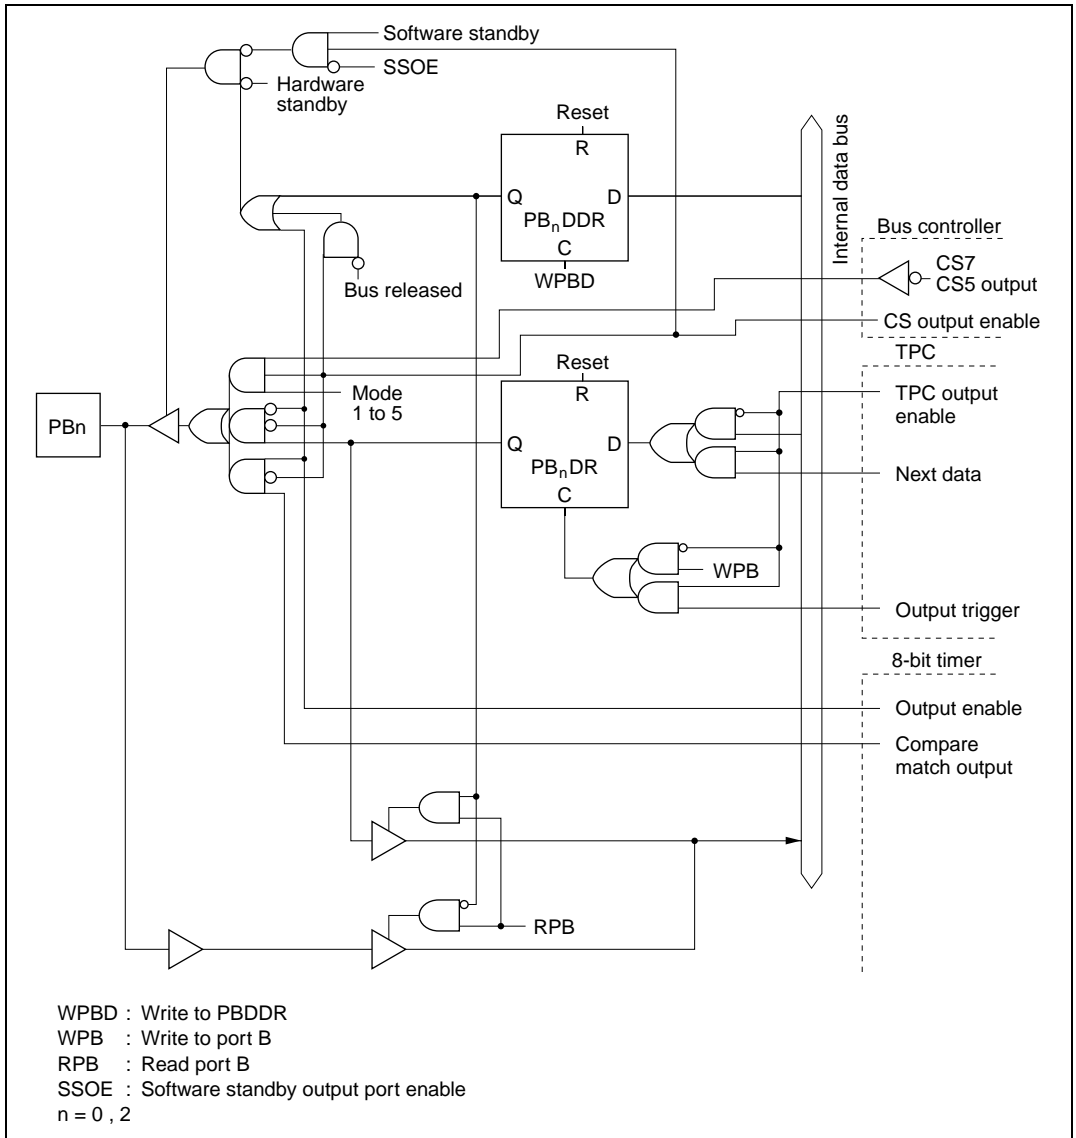 Software standby
SSOE
Hardware
standby
Reset
R
Q
D
PBnDDR
C
WPBD
Internal data bus
Bus controller
CS7
CS5 output
Bus released
CS output enable
TPC
Reset
R
Mode
1 to 5
TPC output
enable
PBn
Q
D
PBnDR
C
Next data
WPB
Output trigger
8-bit timer
Output enable
Compare
match output
RPB
WPBD : Write to PBDDR
WPB : Write to port B
RPB : Read port B
SSOE : Software standby output port enable
n = 0 , 2